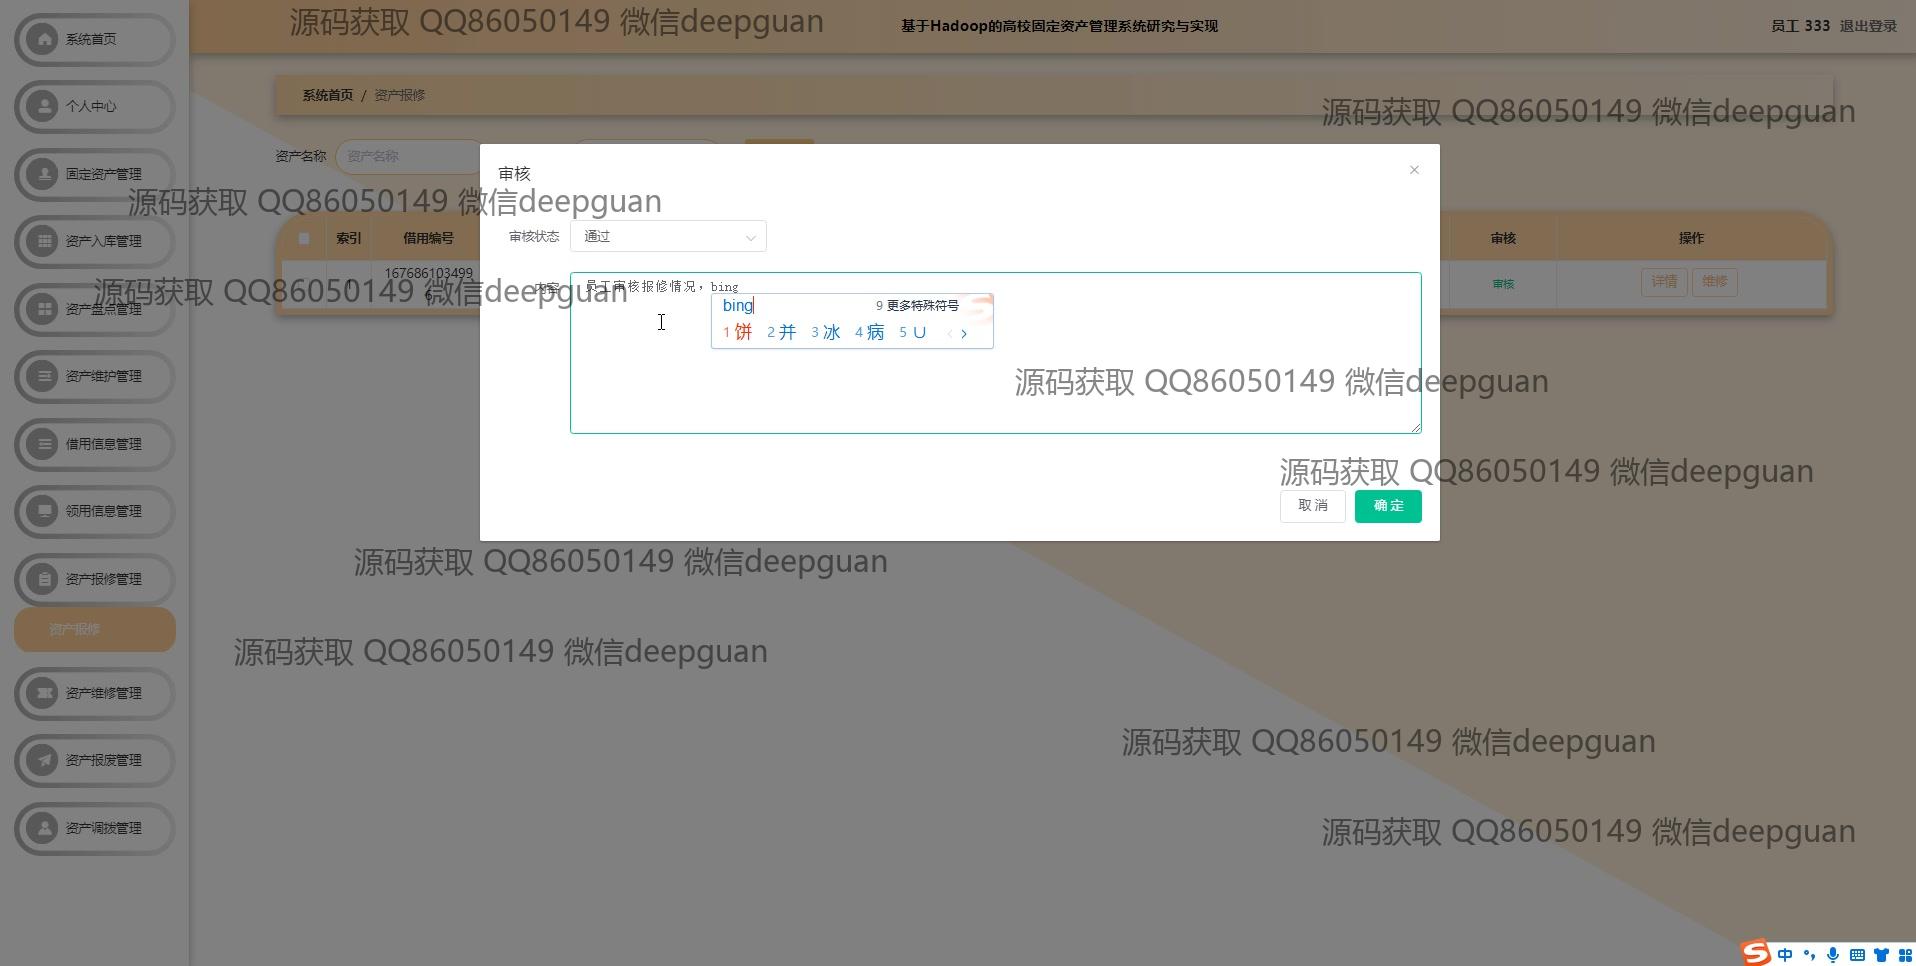 系统首页
个人中心
固定资产管理
资产入库管理
资产盘点管理
资产维护管理
借用信息管理
领用信息管理
资产报修管理
资产报修
资产维修管理
资产报废管理
资产调拨管理
基于Hadoop的高校固定资产管理系统研究与实现
员工 333 退出登录
系统首页 / 资产报修
资产名称 资产名称
索引 借用编号 审核 操作
1 167686103499
6
审核 详情 维修
审核
×
审核状态 通过
内容 员工审核报修情况，bing
bing 9 更多特殊符号
1 饼 2 并 3 冰 4 病 5 ∪
取消 确定
源码获取 QQ86050149 微信deepguan
源码获取 QQ86050149 微信deepguan
源码获取 QQ86050149 微信deepguan
源码获取 QQ86050149 微信deepguan
源码获取 QQ86050149 微信deepguan
源码获取 QQ86050149 微信deepguan
源码获取 QQ86050149 微信deepguan
源码获取 QQ86050149 微信deepguan
源码获取 QQ86050149 微信deepguan
源码获取 QQ86050149 微信deepguan
S 中